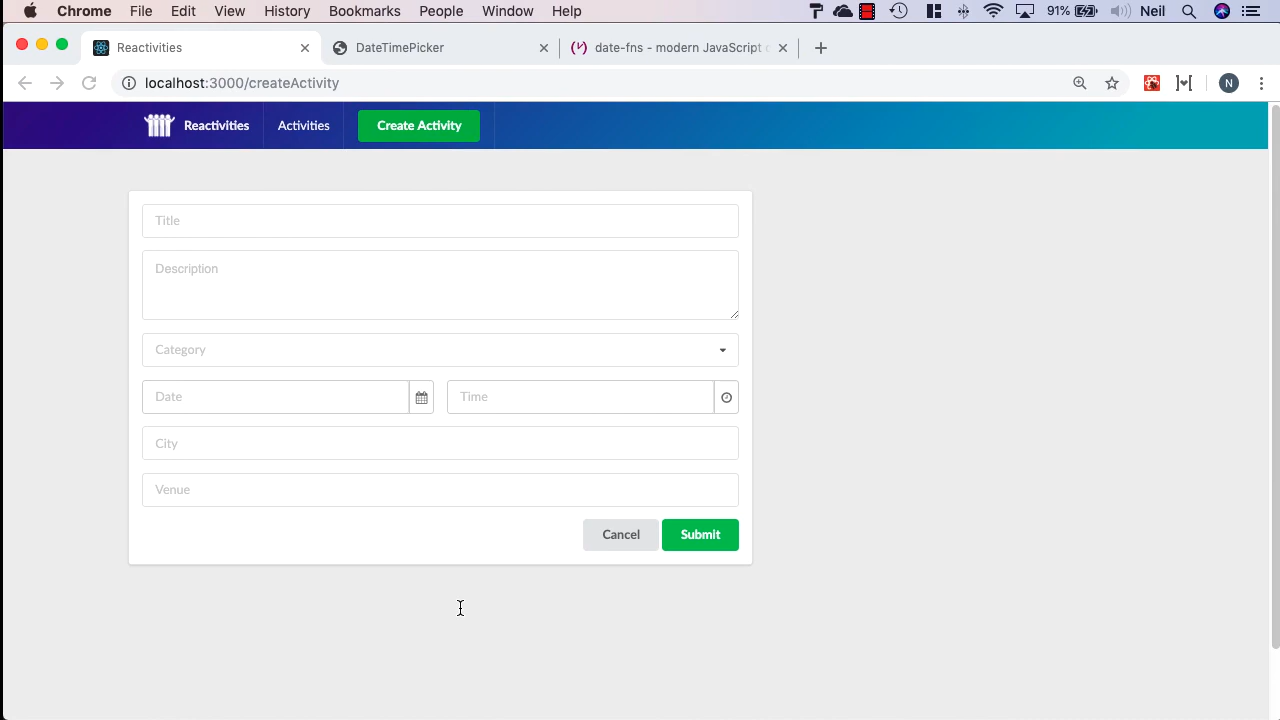 Chrome File Edit View History Bookmarks People Window Help 91% Neil
Reactivities DateTimePicker date-fns - modern JavaScript
localhost:3000/createActivity N
Reactivities Activities Create Activity
Title
Description
Category
Date Time
City
Venue
Cancel Submit